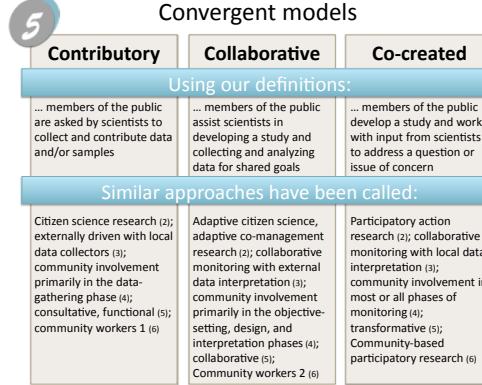 5
Convergent models
Contributory
Collaborative
Co-created
Using our definitions:
... members of the public
are asked by scientists to
collect and contribute data
and/or samples
... members of the public
assist scientists in
developing a study and
collecting and analyzing
data for shared goals
... members of the public
develop a study and work
with input from scientists
to address a question or
issue of concern
Similar approaches have been called:
Citizen science research (2);
externally driven with local
data collectors (3);
community involvement
primarily in the data-
gathering phase (4);
consultative, functional (5);
community workers 1 (6)
Adaptive citizen science,
adaptive co-management
research (2); collaborative
monitoring with external
data interpretation (3);
community involvement
primarily in the objective-
setting, design, and
interpretation phases (4);
collaborative (5);
Community workers 2 (6)
Participatory action
research (2); collaborative
monitoring with local data
interpretation (3);
community involvement in
most or all phases of
monitoring (4);
transformative (5);
Community-based
participatory research (6)